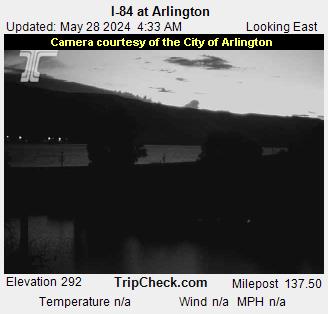 I-84 at Arlington
Updated: May 28 2024 4:33 AM Looking East
Camera courtesy of the City of Arlington
Elevation 292 TripCheck.com Milepost 137.50
Temperature n/a Wind n/a MPH n/a